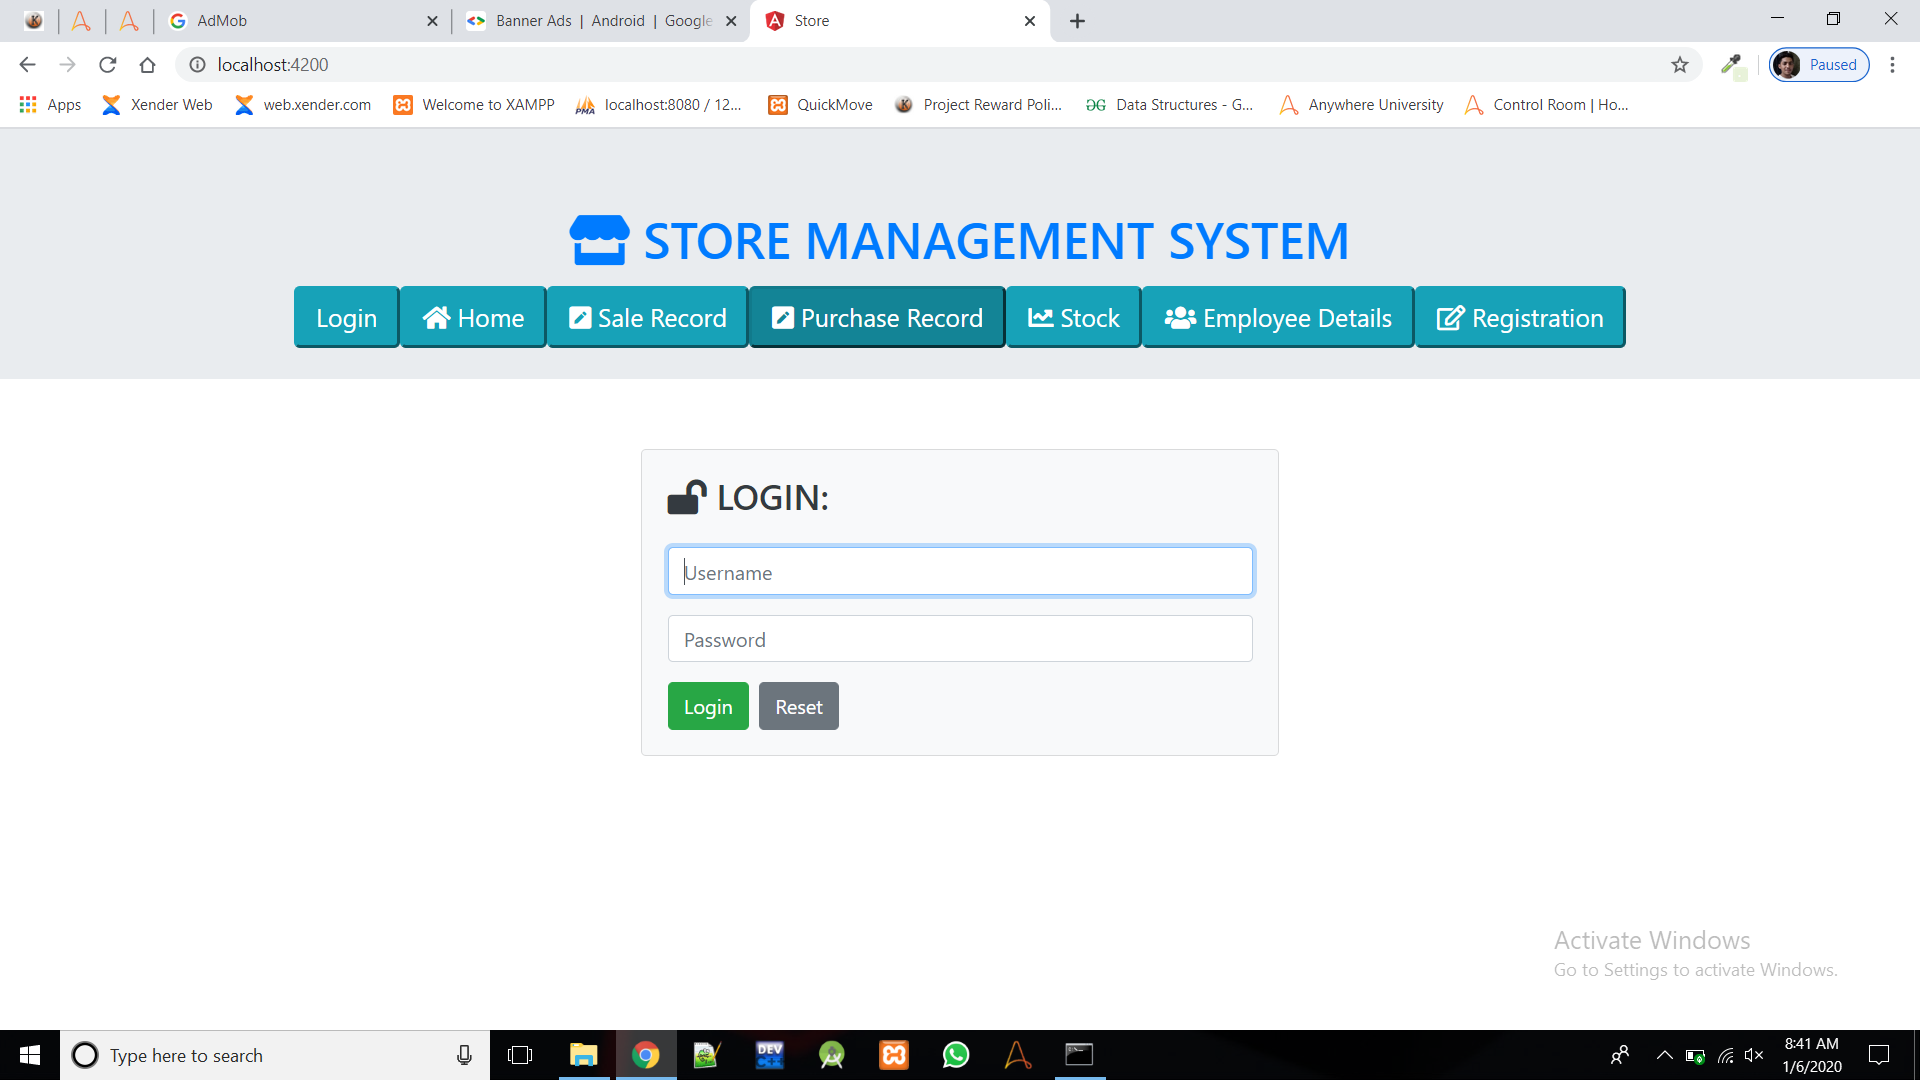 AdMob
Banner Ads | Android | Google
Store
localhost:4200
Paused
Apps
Xender Web
web.xender.com
Welcome to XAMPP
localhost:8080 / 12...
QuickMove
Project Reward Poli...
Data Structures - G...
Anywhere University
Control Room | Ho...
STORE MANAGEMENT SYSTEM
Login
Home
Sale Record
Purchase Record
Stock
Employee Details
Registration
LOGIN:
Username
Password
Login
Reset
Activate Windows
Go to Settings to activate Windows.
Type here to search
DEV
8:41 AM
1/6/2020